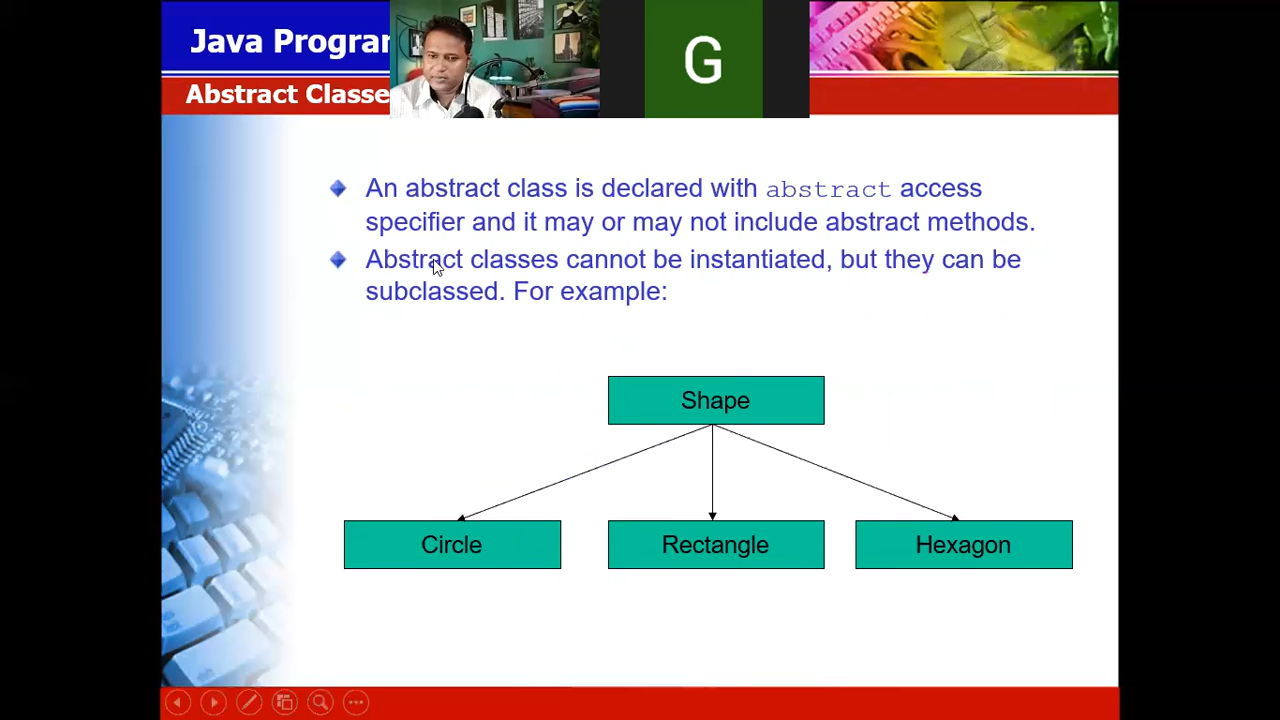 Java Progra
G
Abstract Classe
An abstract class is declared with abstract access
specifier and it may or may not include abstract methods.
Abstract classes cannot be instantiated, but they can be
subclassed. For example:
Shape
Circle
Rectangle
Hexagon